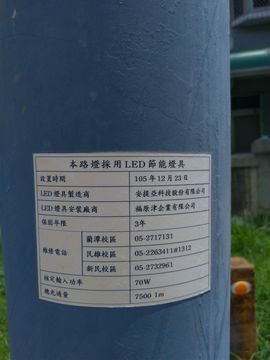 本路燈採用LED節能燈具
設置時間 105年12月23日
LED燈具製造商 安提亞科技股份有限公司
LED燈具安裝廠商 福原津企業有限公司
保固年限 3年
維修電話 蘭潭校區 05-2717131
民雄校區 05-2263411#1312
新民校區 05-2732961
標定輸入功率 70W
總光通量 7500 lm